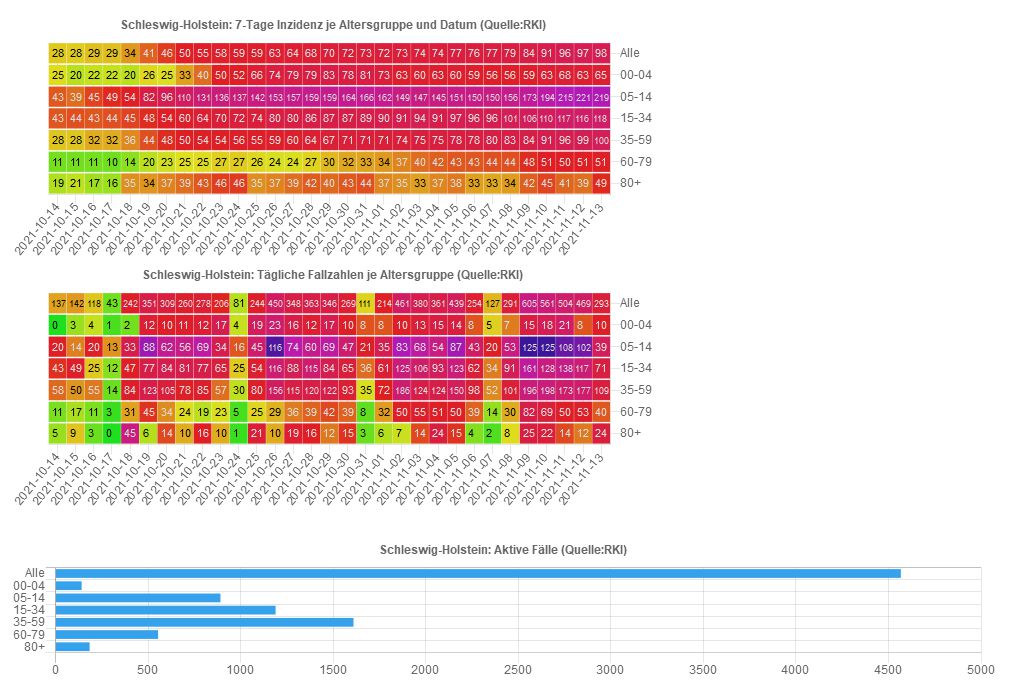 Schleswig-Holstein: 7-Tage Inzidenz je Altersgruppe und Datum (Quelle:RKI)
28 28 29 29 34 41 46 50 55 58 59 59 63 64 68 70 72 73 72 73 74 74 77 76 77 79 84 91 96 97 98 Alle
25 20 22 22 20 26 25 33 40 50 52 66 74 79 79 83 78 81 73 63 60 63 60 59 56 56 59 63 68 63 65 00-04
43 39 45 49 54 82 96 110 131 136 137 142 153 157 159 159 164 166 162 149 147 145 151 150 150 156 173 194 215 221 219 05-14
43 44 43 44 45 48 54 60 64 70 72 74 80 80 86 87 87 89 90 91 94 91 97 96 96 101 106 110 117 116 118 15-34
28 28 32 32 36 44 48 50 54 54 56 55 59 60 64 67 71 71 71 74 75 75 78 78 80 83 84 91 96 99 100 35-59
11 11 11 10 14 20 23 25 25 27 27 26 24 24 27 30 32 33 34 37 40 42 43 43 44 44 48 51 50 51 51 60-79
19 21 17 16 35 34 37 39 43 46 46 35 37 39 42 40 43 44 37 35 33 37 38 33 33 34 42 45 41 39 49 80+
2021-10-14 2021-10-15 2021-10-16 2021-10-17 2021-10-18 2021-10-19 2021-10-20 2021-10-21 2021-10-22 2021-10-23 2021-10-24 2021-10-25 2021-10-26 2021-10-27 2021-10-28 2021-10-29 2021-10-30 2021-10-31 2021-11-01 2021-11-02 2021-11-03 2021-11-04 2021-11-05 2021-11-06 2021-11-07 2021-11-08 2021-11-09 2021-11-10 2021-11-11 2021-11-12 2021-11-13
Schleswig-Holstein: Tägliche Fallzahlen je Altersgruppe (Quelle:RKI)
137 142 118 43 242 351 309 260 278 206 81 244 450 348 363 346 269 111 214 461 380 361 439 254 127 291 605 561 504 469 293 Alle
0 3 4 1 2 12 10 11 12 17 4 19 23 16 12 17 10 8 8 10 13 15 14 8 5 7 15 18 21 8 10 00-04
20 14 20 13 33 88 62 56 69 34 16 45 116 74 60 69 47 21 35 83 68 54 87 43 20 53 125 125 108 102 39 05-14
43 49 25 12 47 77 84 81 77 65 25 54 116 88 115 84 65 36 61 125 106 93 123 62 34 91 161 128 138 117 71 15-34
58 50 55 14 84 123 105 78 85 57 30 80 156 115 120 122 93 35 72 186 124 124 150 98 52 101 196 198 173 177 109 35-59
11 17 11 3 31 45 34 24 19 23 5 25 29 36 39 42 39 8 32 50 55 51 50 39 14 30 82 69 50 53 40 60-79
5 9 3 0 45 6 14 10 16 10 1 21 10 19 16 12 15 3 6 7 14 24 15 4 2 8 25 22 14 12 24 80+
2021-10-14 2021-10-15 2021-10-16 2021-10-17 2021-10-18 2021-10-19 2021-10-20 2021-10-21 2021-10-22 2021-10-23 2021-10-24 2021-10-25 2021-10-26 2021-10-27 2021-10-28 2021-10-29 2021-10-30 2021-10-31 2021-11-01 2021-11-02 2021-11-03 2021-11-04 2021-11-05 2021-11-06 2021-11-07 2021-11-08 2021-11-09 2021-11-10 2021-11-11 2021-11-12 2021-11-13
Schleswig-Holstein: Aktive Fälle (Quelle:RKI)
Alle
00-04
05-14
15-34
35-59
60-79
80+
0 500 1000 1500 2000 2500 3000 3500 4000 4500 5000